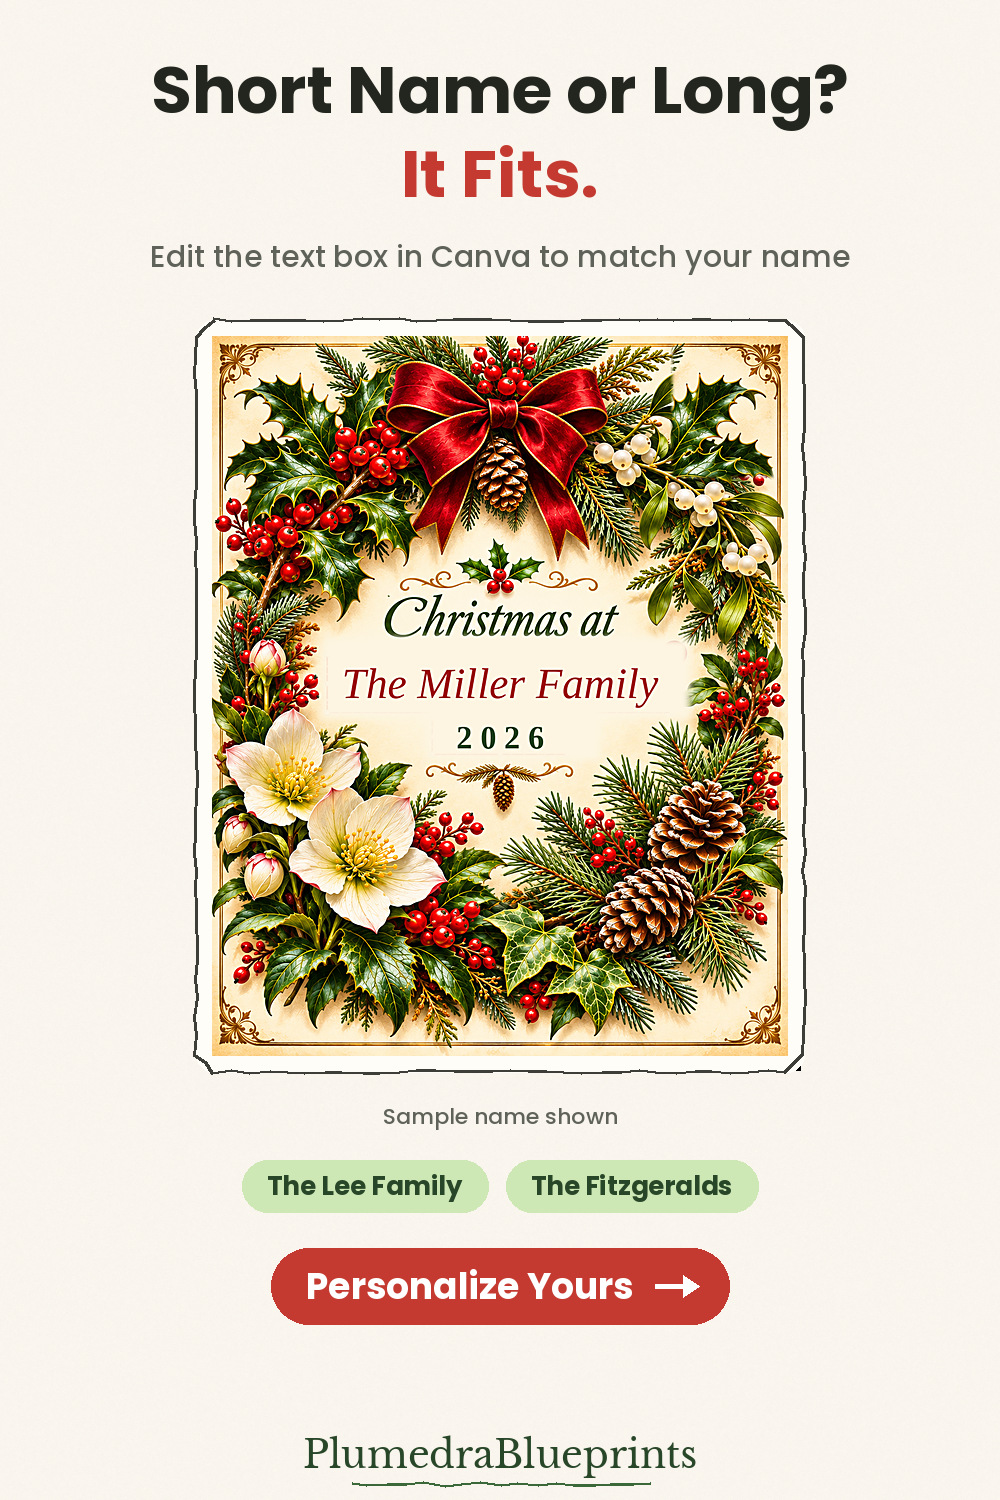 Short Name or Long?
It Fits.
Edit the text box in Canva to match your name
Christmas at
The Miller Family
2026
Sample name shown
The Lee Family
The Fitzgeralds
Personalize Yours
PlumedraBlueprints